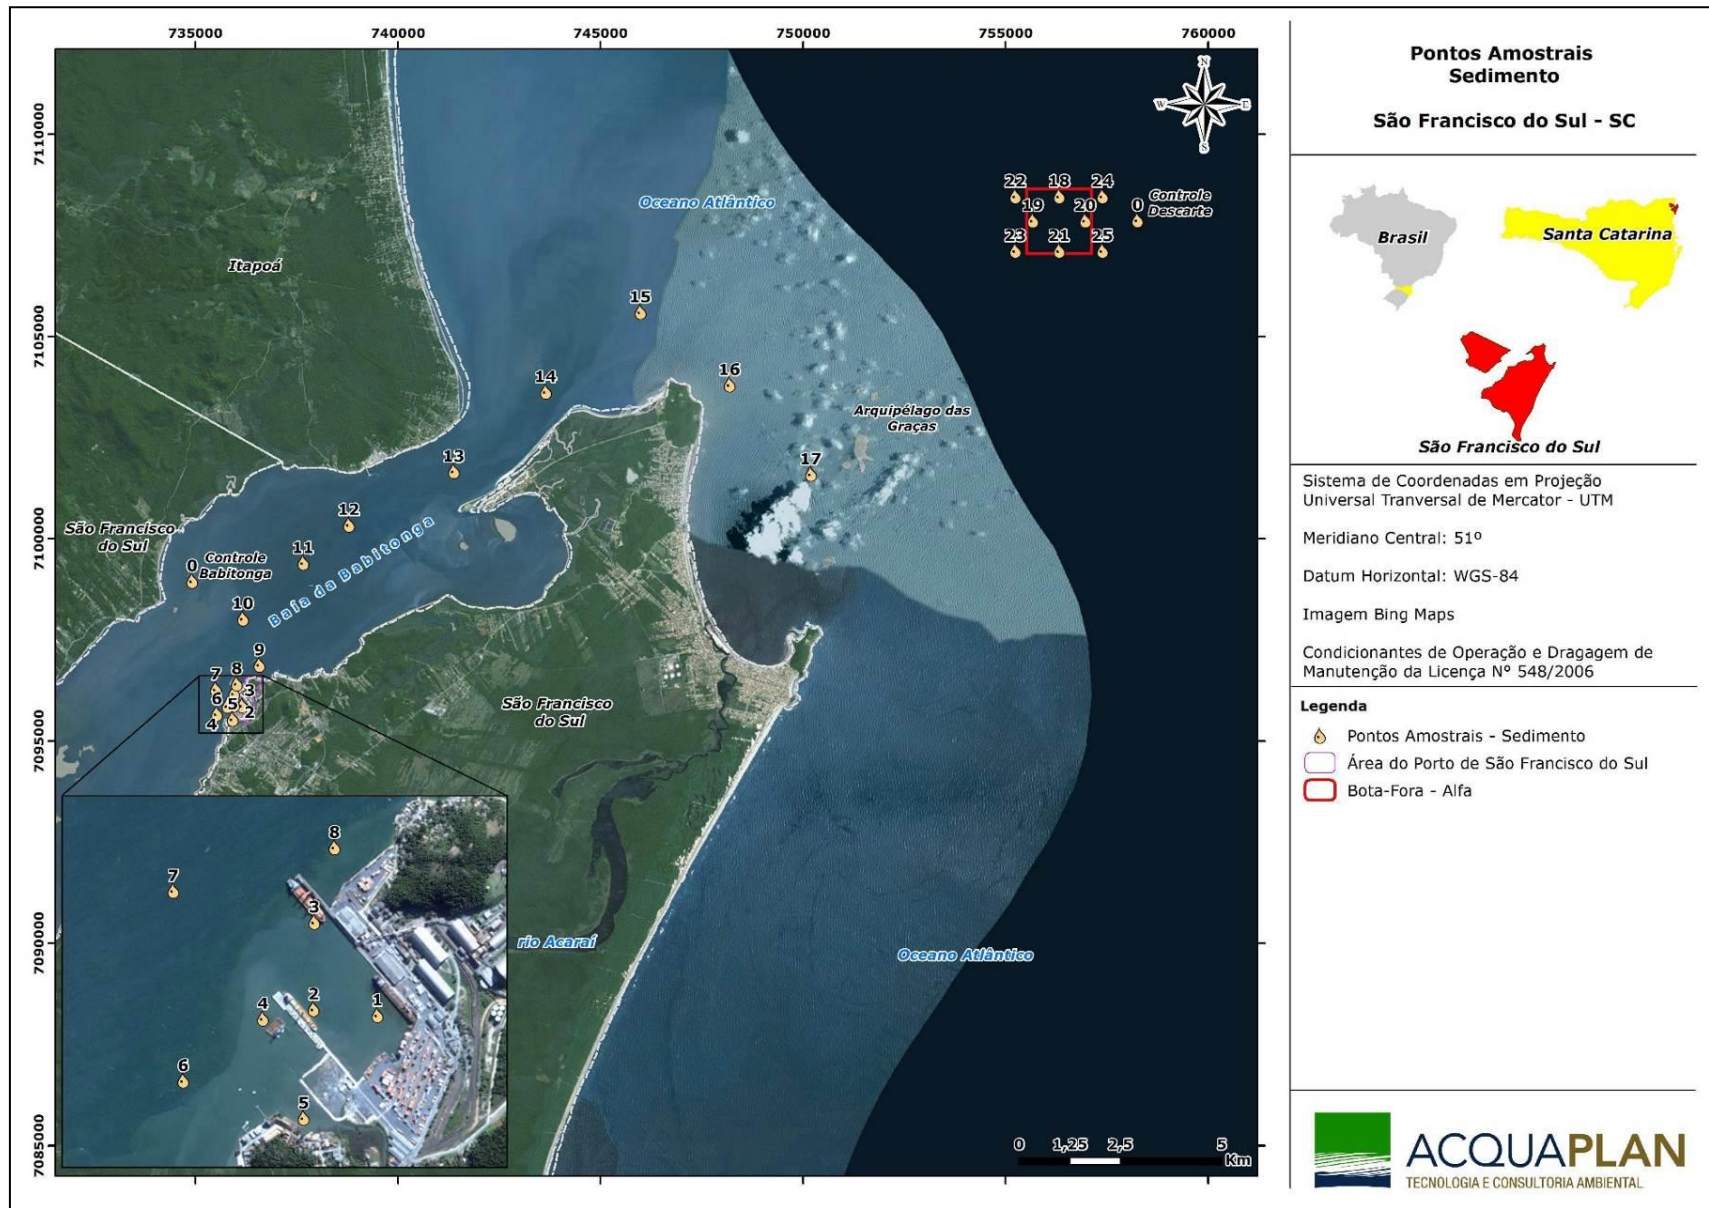 735000
740000
745000
750000
755000
760000
7110000
7105000
7100000
7095000
7090000
7085000
N
W
E
S
Oceano Atlântico
22
18
24
19
20
0
Controle
Descarte
23
21
25
Itapoá
15
14
16
Arquipélago das
Graças
13
17
12
São Francisco
do Sul
11
Controle
Babitonga
0
Baía da Babitonga
10
9
8
7
3
6
5
2
4
São Francisco
do Sul
8
7
3
rio Acaraí
Oceano Atlântico
4
2
1
6
5
0
1,25
2,5
5
Km
Pontos Amostrais
Sedimento
São Francisco do Sul - SC
Brasil
Santa Catarina
São Francisco do Sul
Sistema de Coordenadas em Projeção
Universal Tranversal de Mercator - UTM
Meridiano Central: 51º
Datum Horizontal: WGS-84
Imagem Bing Maps
Condicionantes de Operação e Dragagem de
Manutenção da Licença Nº 548/2006
Legenda
Pontos Amostrais - Sedimento
Área do Porto de São Francisco do Sul
Bota-Fora - Alfa
ACQUAPLAN
TECNOLOGIA E CONSULTORIA AMBIENTAL